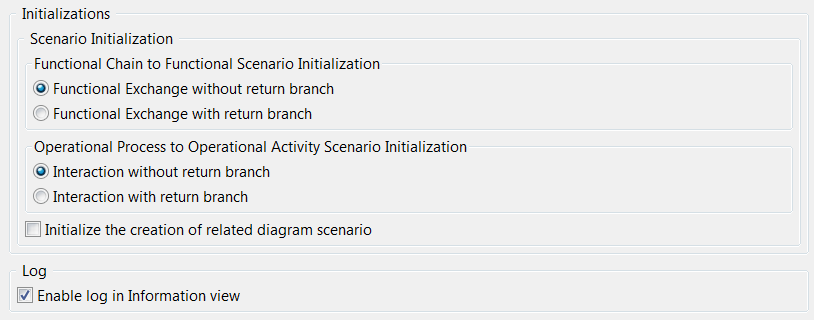 Initializations
Scenario Initialization
Functional Chain to Functional Scenario Initialization
Functional Exchange without return branch
Functional Exchange with return branch
Operational Process to Operational Activity Scenario Initialization
Interaction without return branch
Interaction with return branch
Initialize the creation of related diagram scenario
Log
Enable log in Information view